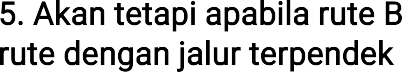 5. Akan tetapi apabila rute B
rute dengan jalur terpendek